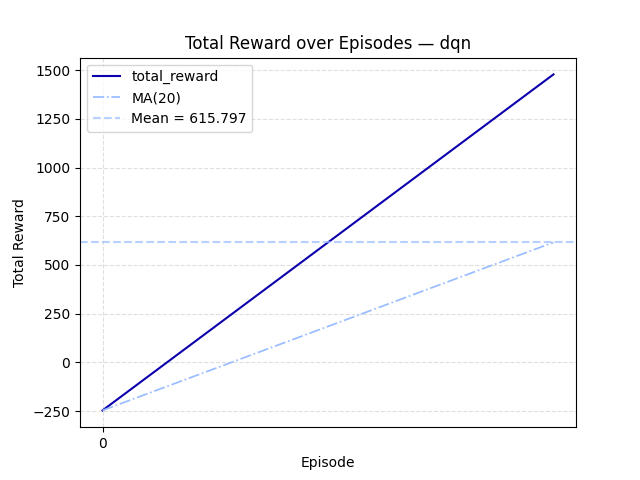 Total Reward over Episodes — dqn
total_reward
MA(20)
Mean = 615.797
Total Reward
1500
1250
1000
750
500
250
0
−250
0
Episode